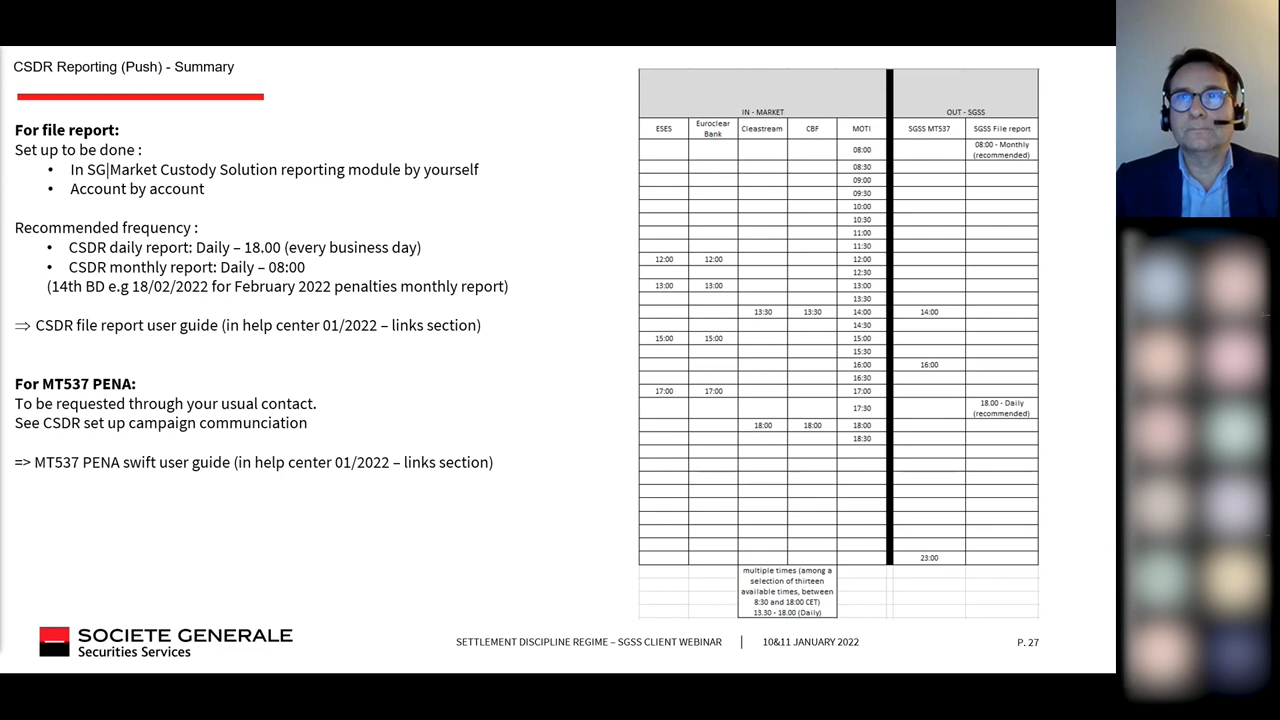 CSDR Reporting (Push) - Summary
For file report:
Set up to be done :
• In SG|Market Custody Solution reporting module by yourself
• Account by account
Recommended frequency :
• CSDR daily report: Daily – 18.00 (every business day)
• CSDR monthly report: Daily – 08:00
(14th BD e.g 18/02/2022 for February 2022 penalties monthly report)
⇒ CSDR file report user guide (in help center 01/2022 – links section)
For MT537 PENA:
To be requested through your usual contact.
See CSDR set up campaign communciation
=> MT537 PENA swift user guide (in help center 01/2022 – links section)
IN - MARKET OUT - SGSS
ESES Euroclear Bank Cleastream CBF MOTI SGSS MT537 SGSS File report
08:00 08:00 - Monthly (recommended)
08:30
09:00
09:30
10:00
10:30
11:00
11:30
12:00 12:00 12:00
12:30
13:00 13:00 13:00
13:30
13:30 13:30 14:00 14:00
14:30
15:00 15:00 15:00
15:30
16:00 16:00
16:30
17:00 17:00 17:00
17:30 18.00 - Daily (recommended)
18:00 18:00 18:00
18:30
23:00
multiple times (among a
selection of thirteen
available times, between
8:30 and 18:00 CET)
13.30 - 18.00 (Daily)
SOCIETE GENERALE
Securities Services
SETTLEMENT DISCIPLINE REGIME – SGSS CLIENT WEBINAR | 10&11 JANUARY 2022 P. 27